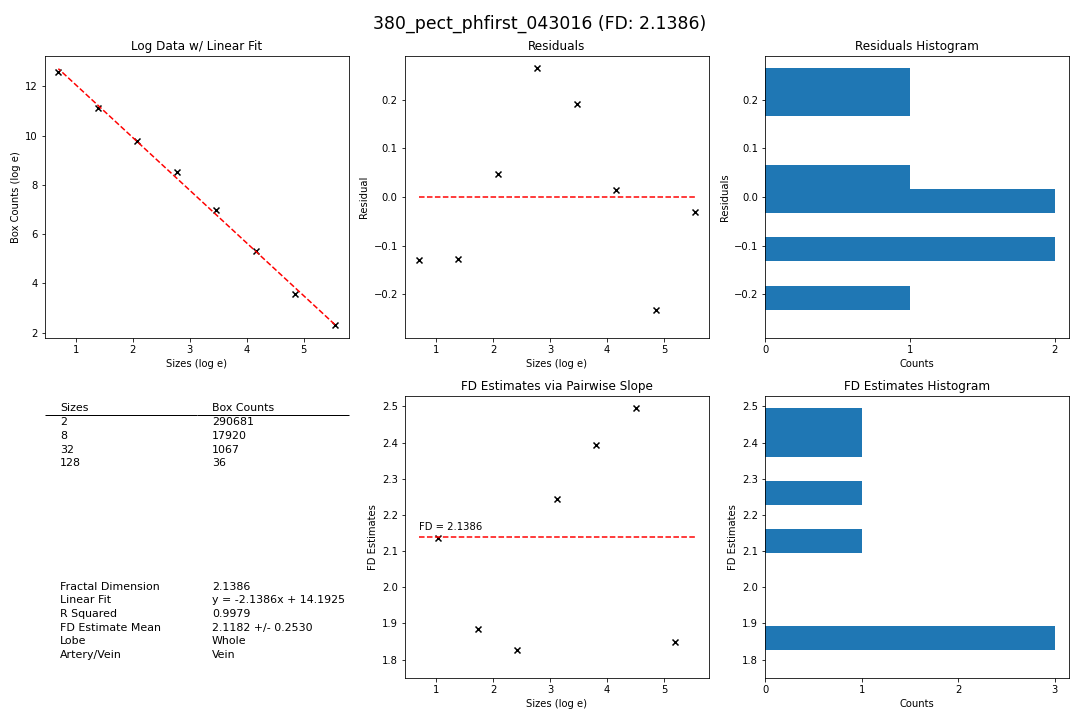 380_pect_phfirst_043016 (FD: 2.1386)
Log Data w/ Linear Fit
Box Counts (log e)
12
10
8
6
4
2
1 2 3 4 5
Sizes (log e)
Residuals
Residual
0.2
0.1
0.0
−0.1
−0.2
1 2 3 4 5
Sizes (log e)
Residuals Histogram
Residuals
0.2
0.1
0.0
−0.1
−0.2
0 1 2
Counts
Sizes Box Counts
2 290681
8 17920
32 1067
128 36
Fractal Dimension 2.1386
Linear Fit y = -2.1386x + 14.1925
R Squared 0.9979
FD Estimate Mean 2.1182 +/- 0.2530
Lobe Whole
Artery/Vein Vein
FD Estimates via Pairwise Slope
FD Estimates
2.5
2.4
2.3
2.2
2.1
2.0
1.9
1.8
FD = 2.1386
1 2 3 4 5
Sizes (log e)
FD Estimates Histogram
FD Estimates
2.5
2.4
2.3
2.2
2.1
2.0
1.9
1.8
0 1 2 3
Counts